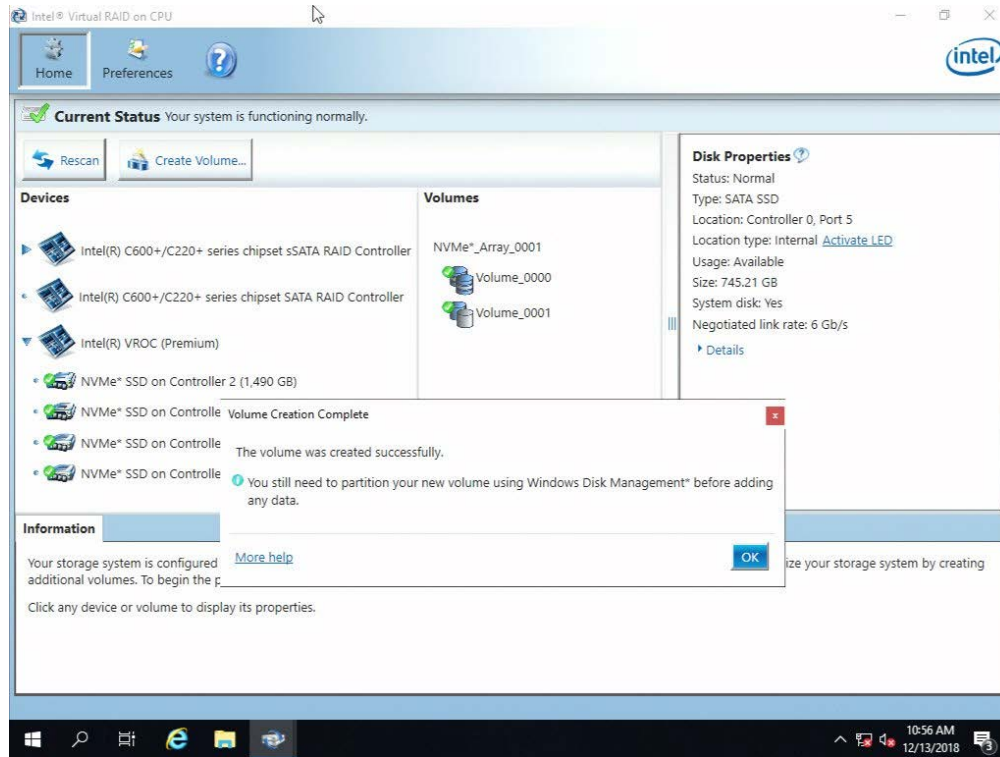 Intel® Virtual RAID on CPU
Home
Preferences
?
intel
Current Status Your system is functioning normally.
Rescan
Create Volume...
Devices
Intel(R) C600+/C220+ series chipset sSATA RAID Controller
Intel(R) C600+/C220+ series chipset SATA RAID Controller
Intel(R) VROC (Premium)
NVMe* SSD on Controller 2 (1,490 GB)
NVMe* SSD on Controlle
NVMe* SSD on Controlle
NVMe* SSD on Controlle
Volumes
NVMe*_Array_0001
Volume_0000
Volume_0001
Disk Properties ?
Status: Normal
Type: SATA SSD
Location: Controller 0, Port 5
Location type: Internal Activate LED
Usage: Available
Size: 745.21 GB
System disk: Yes
Negotiated link rate: 6 Gb/s
Details
Volume Creation Complete
x
The volume was created successfully.
You still need to partition your new volume using Windows Disk Management* before adding
any data.
More help
OK
Information
Your storage system is configured ize your storage system by creating
additional volumes. To begin the p
Click any device or volume to display its properties.
10:56 AM
12/13/2018
3